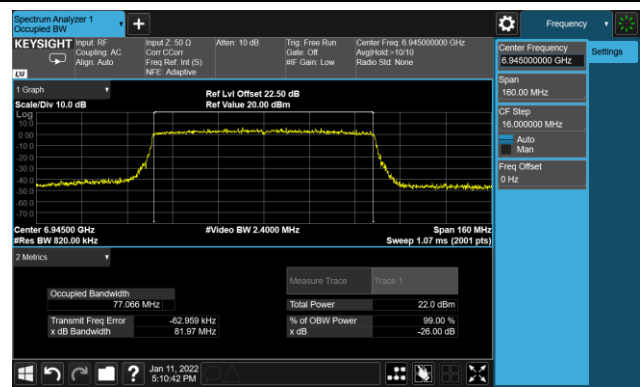 Spectrum Analyzer 1
Occupied BW
Frequency
KEYSIGHT
Input: RF
Coupling: AC
Align: Auto
Input Z: 50 Ω
Corr CCorr
Freq Ref: Int (S)
NFE: Adaptive
Atten: 10 dB
Trig: Free Run
Gate: Off
#IF Gain: Low
Center Freq: 6.945000000 GHz
Avg|Hold:>10/10
Radio Std: None
LXI
Center Frequency
6.945000000 GHz
Settings
Span
160.00 MHz
CF Step
16.000000 MHz
Auto
Man
Freq Offset
0 Hz
1 Graph
Scale/Div 10.0 dB
Ref Lvl Offset 22.50 dB
Ref Value 20.00 dBm
Log
10.0
0.00
-10.0
-20.0
-30.0
-40.0
-50.0
-60.0
-70.0
Center 6.94500 GHz
#Video BW 2.4000 MHz
Span 160 MHz
#Res BW 820.00 kHz
Sweep 1.07 ms (2001 pts)
2 Metrics
Measure Trace
Trace 1
Occupied Bandwidth
77.066 MHz
Total Power
22.0 dBm
Transmit Freq Error
-62.959 kHz
% of OBW Power
99.00 %
x dB Bandwidth
81.97 MHz
x dB
-26.00 dB
?
Jan 11, 2022
5:10:42 PM